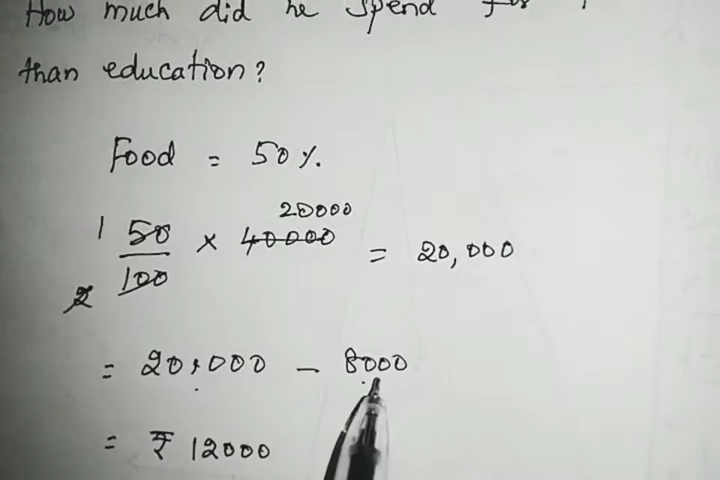 How much did he spend for
than education?
Food = 50 %.
20000
1 50 × 40000 = 20,000
2 100
= 20,000 – 8000
= ₹ 12000